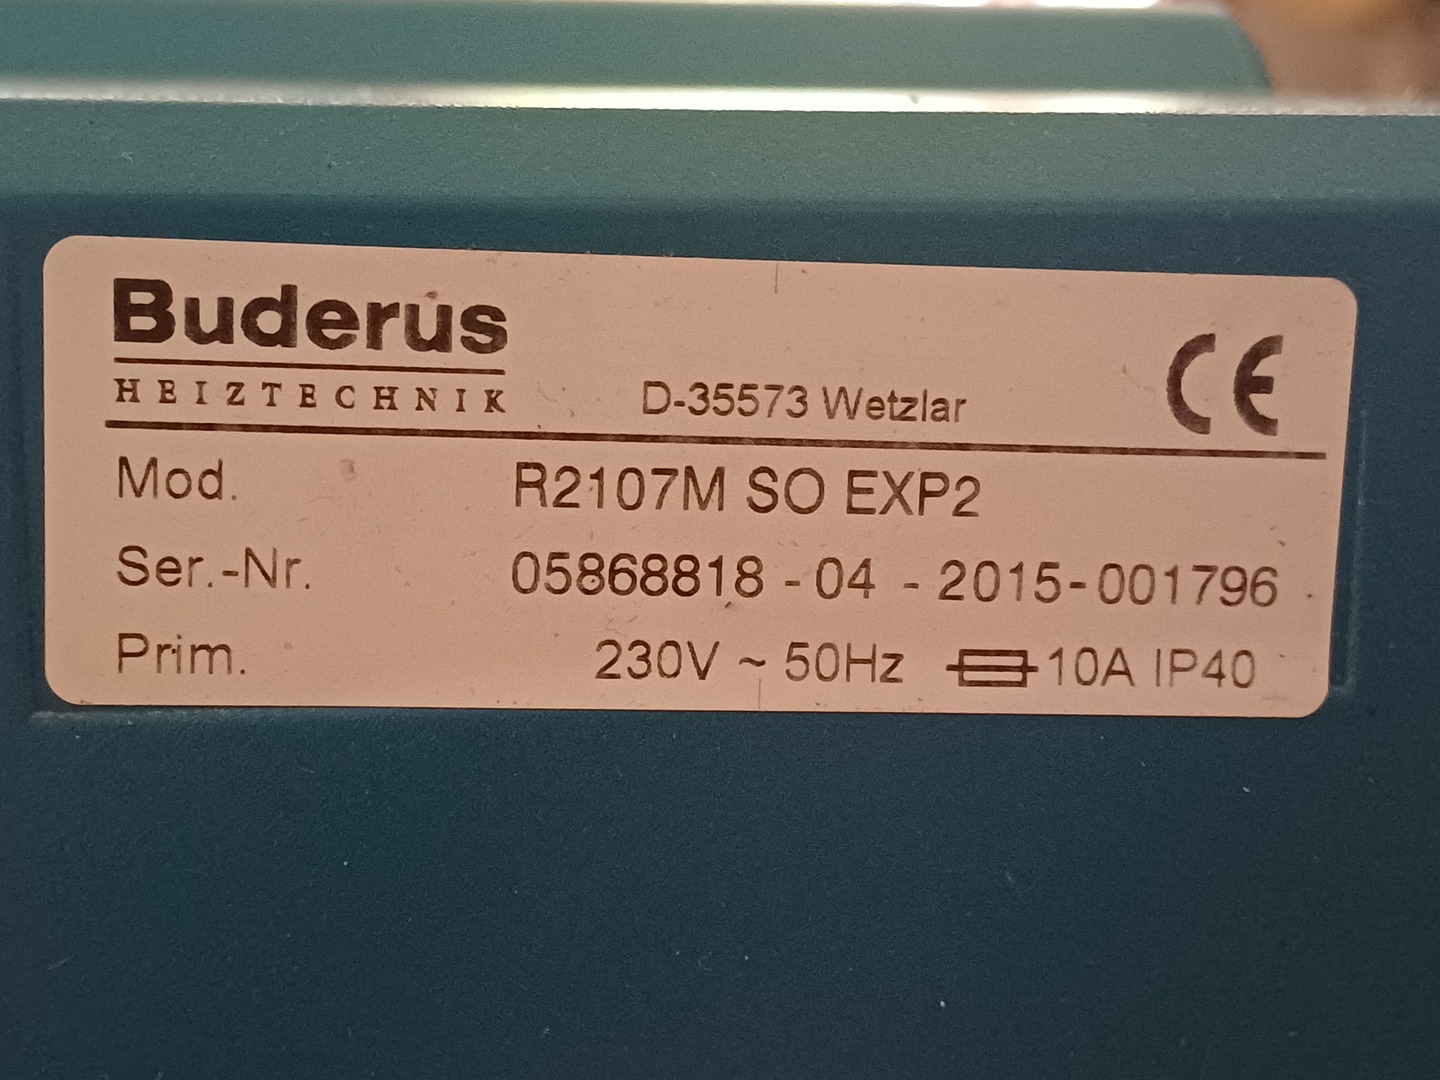 Buderus
HEIZTECHNIK
D-35573 Wetzlar
CE
Mod. R2107M SO EXP2
Ser.-Nr. 05868818 - 04 - 2015-001796
Prim. 230V ~ 50Hz 10A IP40